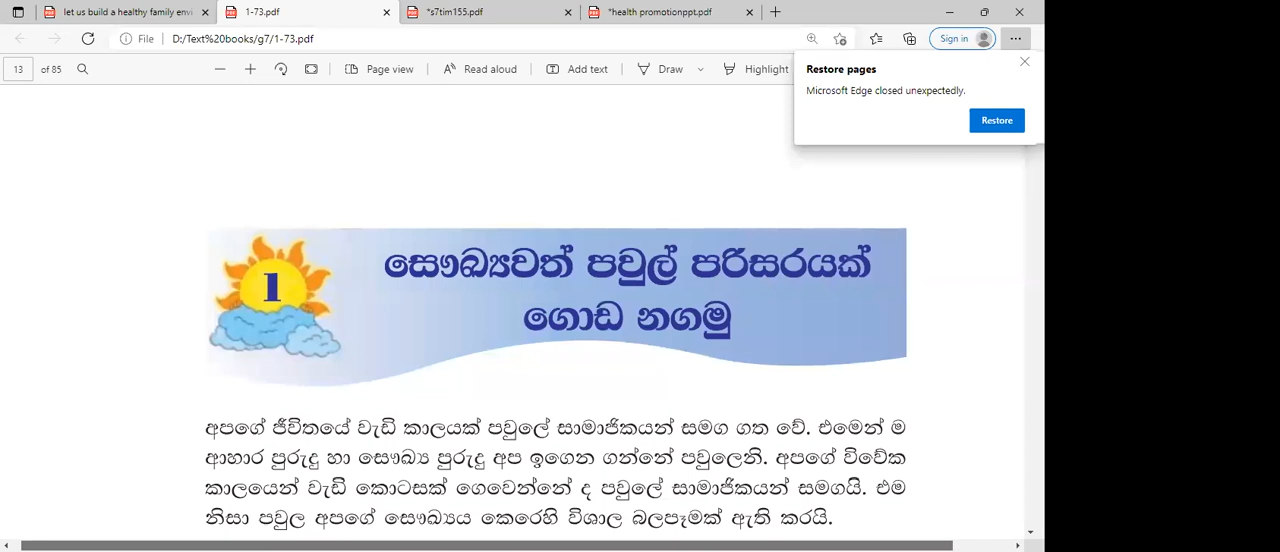 let us build a healthy family envi
1-73.pdf
*s7tim155.pdf
*health promotionppt.pdf
File
D:/Text%20books/g7/1-73.pdf
Sign in
13 of 85
Page view
Read aloud
Add text
Draw
Highlight
Restore pages
Microsoft Edge closed unexpectedly.
Restore
1
සෞඛ්‍යවත් පවුල් පරිසරයක්
ගොඩ නගමු
අපගේ ජීවිතයේ වැඩි කාලයක් පවුලේ සාමාජිකයන් සමග ගත වේ. එමෙන් ම
ආහාර පුරුදු හා සෞඛ්‍ය පුරුදු අප ඉගෙන ගන්නේ පවුලෙනි. අපගේ විවේක
කාලයෙන් වැඩි කොටසක් ගෙවෙන්නේ ද පවුලේ සාමාජිකයන් සමගයි. එම
නිසා පවුල අපගේ සෞඛ්‍යය කෙරෙහි විශාල බලපෑමක් ඇති කරයි.